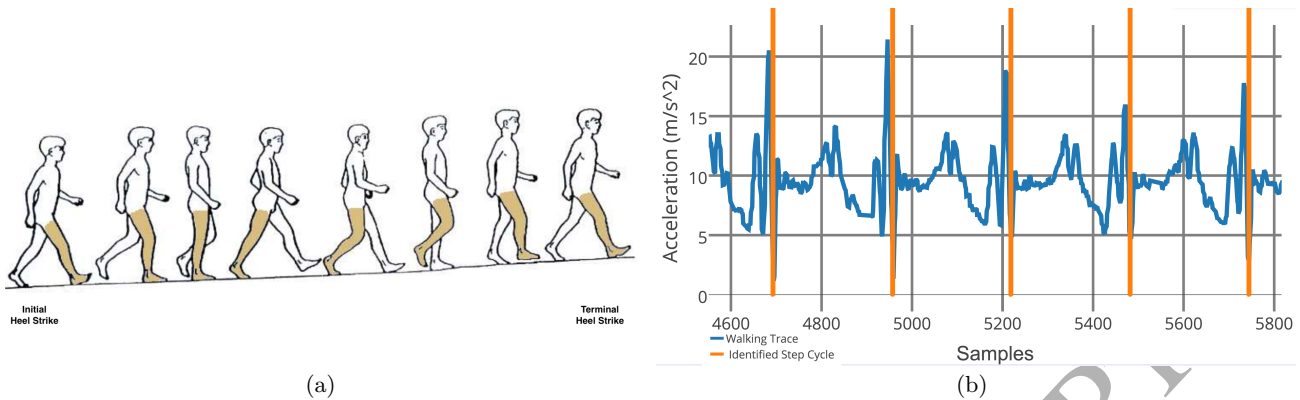 Initial
Heel Strike
Terminal
Heel Strike
(a)
Acceleration (m/s^2)
20
15
10
5
0
4600 4800 5000 5200 5400 5600 5800
Walking Trace
Identified Step Cycle
Samples
(b)